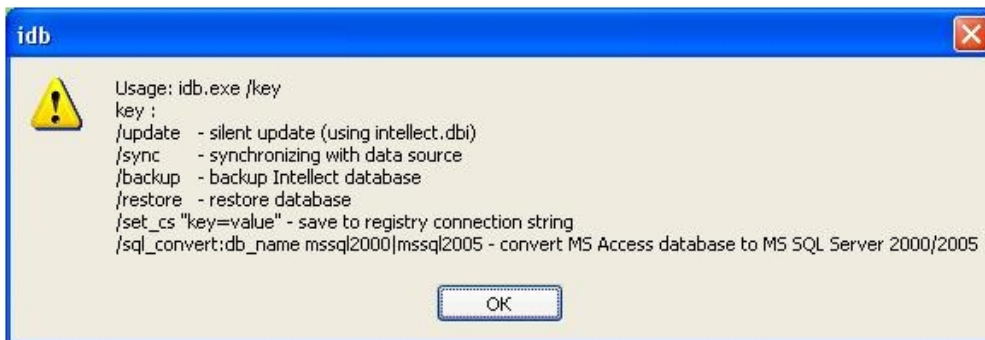 idb
Usage: idb.exe /key
key :
/update - silent update (using intellect.dbi)
/sync - synchronizing with data source
/backup - backup Intellect database
/restore - restore database
/set_cs "key=value" - save to registry connection string
/sql_convert:db_name mssql2000|mssql2005 - convert MS Access database to MS SQL Server 2000/2005
OK